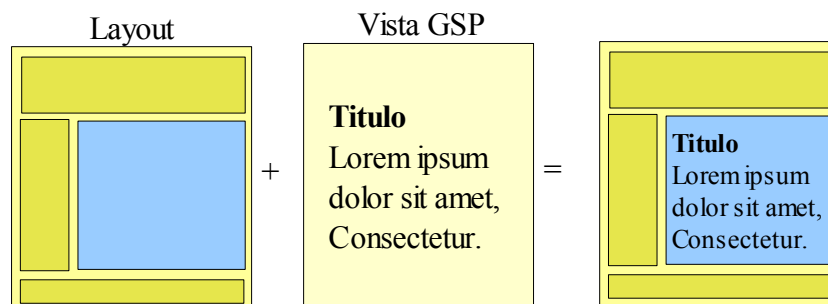 Layout
Vista GSP
Titulo
Lorem ipsum
dolor sit amet,
Consectetur.
+
=
Titulo
Lorem ipsum
dolor sit amet,
Consectetur.